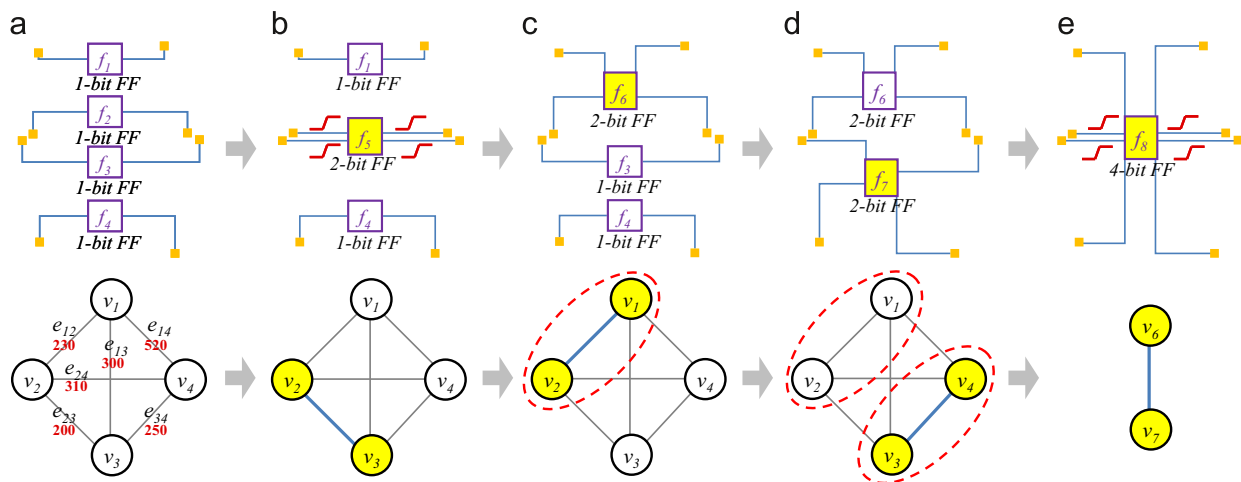 a
f1
1-bit FF
f2
1-bit FF
f3
1-bit FF
f4
1-bit FF
b
f1
1-bit FF
f5
2-bit FF
f4
1-bit FF
c
f6
2-bit FF
f3
1-bit FF
f4
1-bit FF
d
f6
2-bit FF
f7
2-bit FF
e
f8
4-bit FF
v1
e12
230
e13
300
e14
520
v2
e24
310
v4
e23
200
e34
250
v3
v1
v2
v4
v3
v1
v2
v4
v3
v1
v2
v4
v3
v6
v7